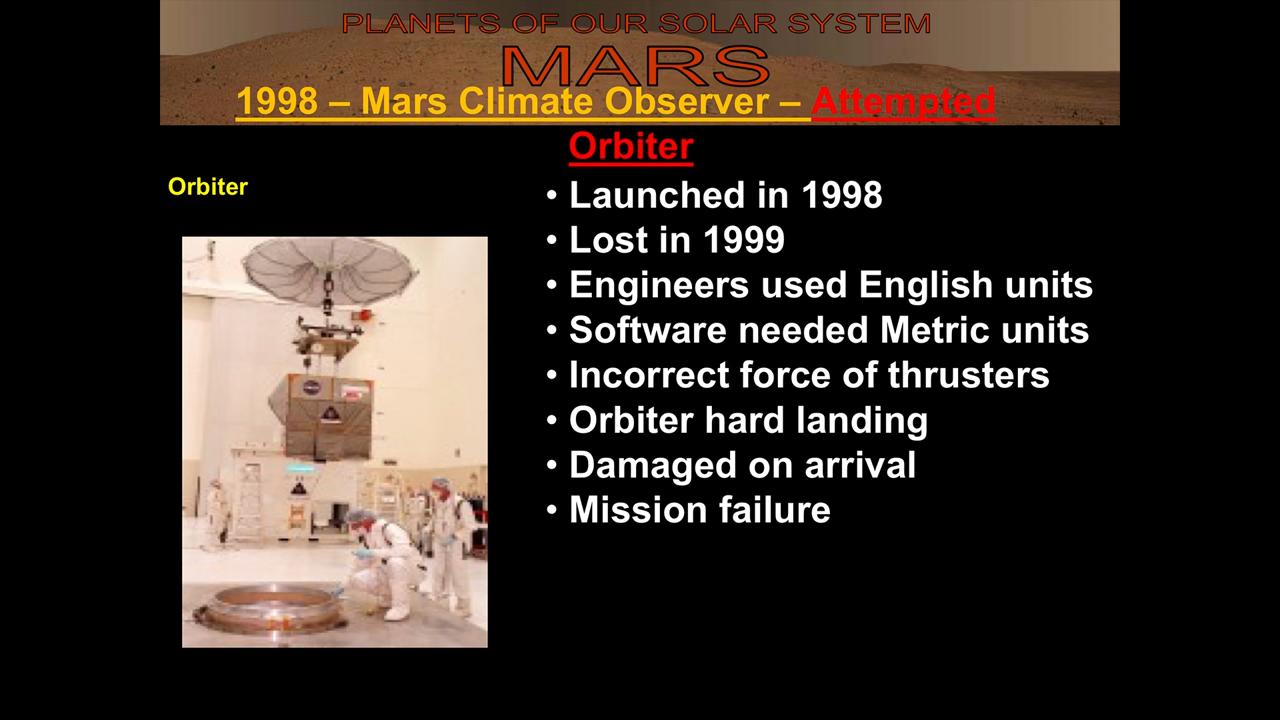 PLANETS OF OUR SOLAR SYSTEM
MARS
1998 – Mars Climate Observer – Attempted
Orbiter
Orbiter
• Launched in 1998
• Lost in 1999
• Engineers used English units
• Software needed Metric units
• Incorrect force of thrusters
• Orbiter hard landing
• Damaged on arrival
• Mission failure